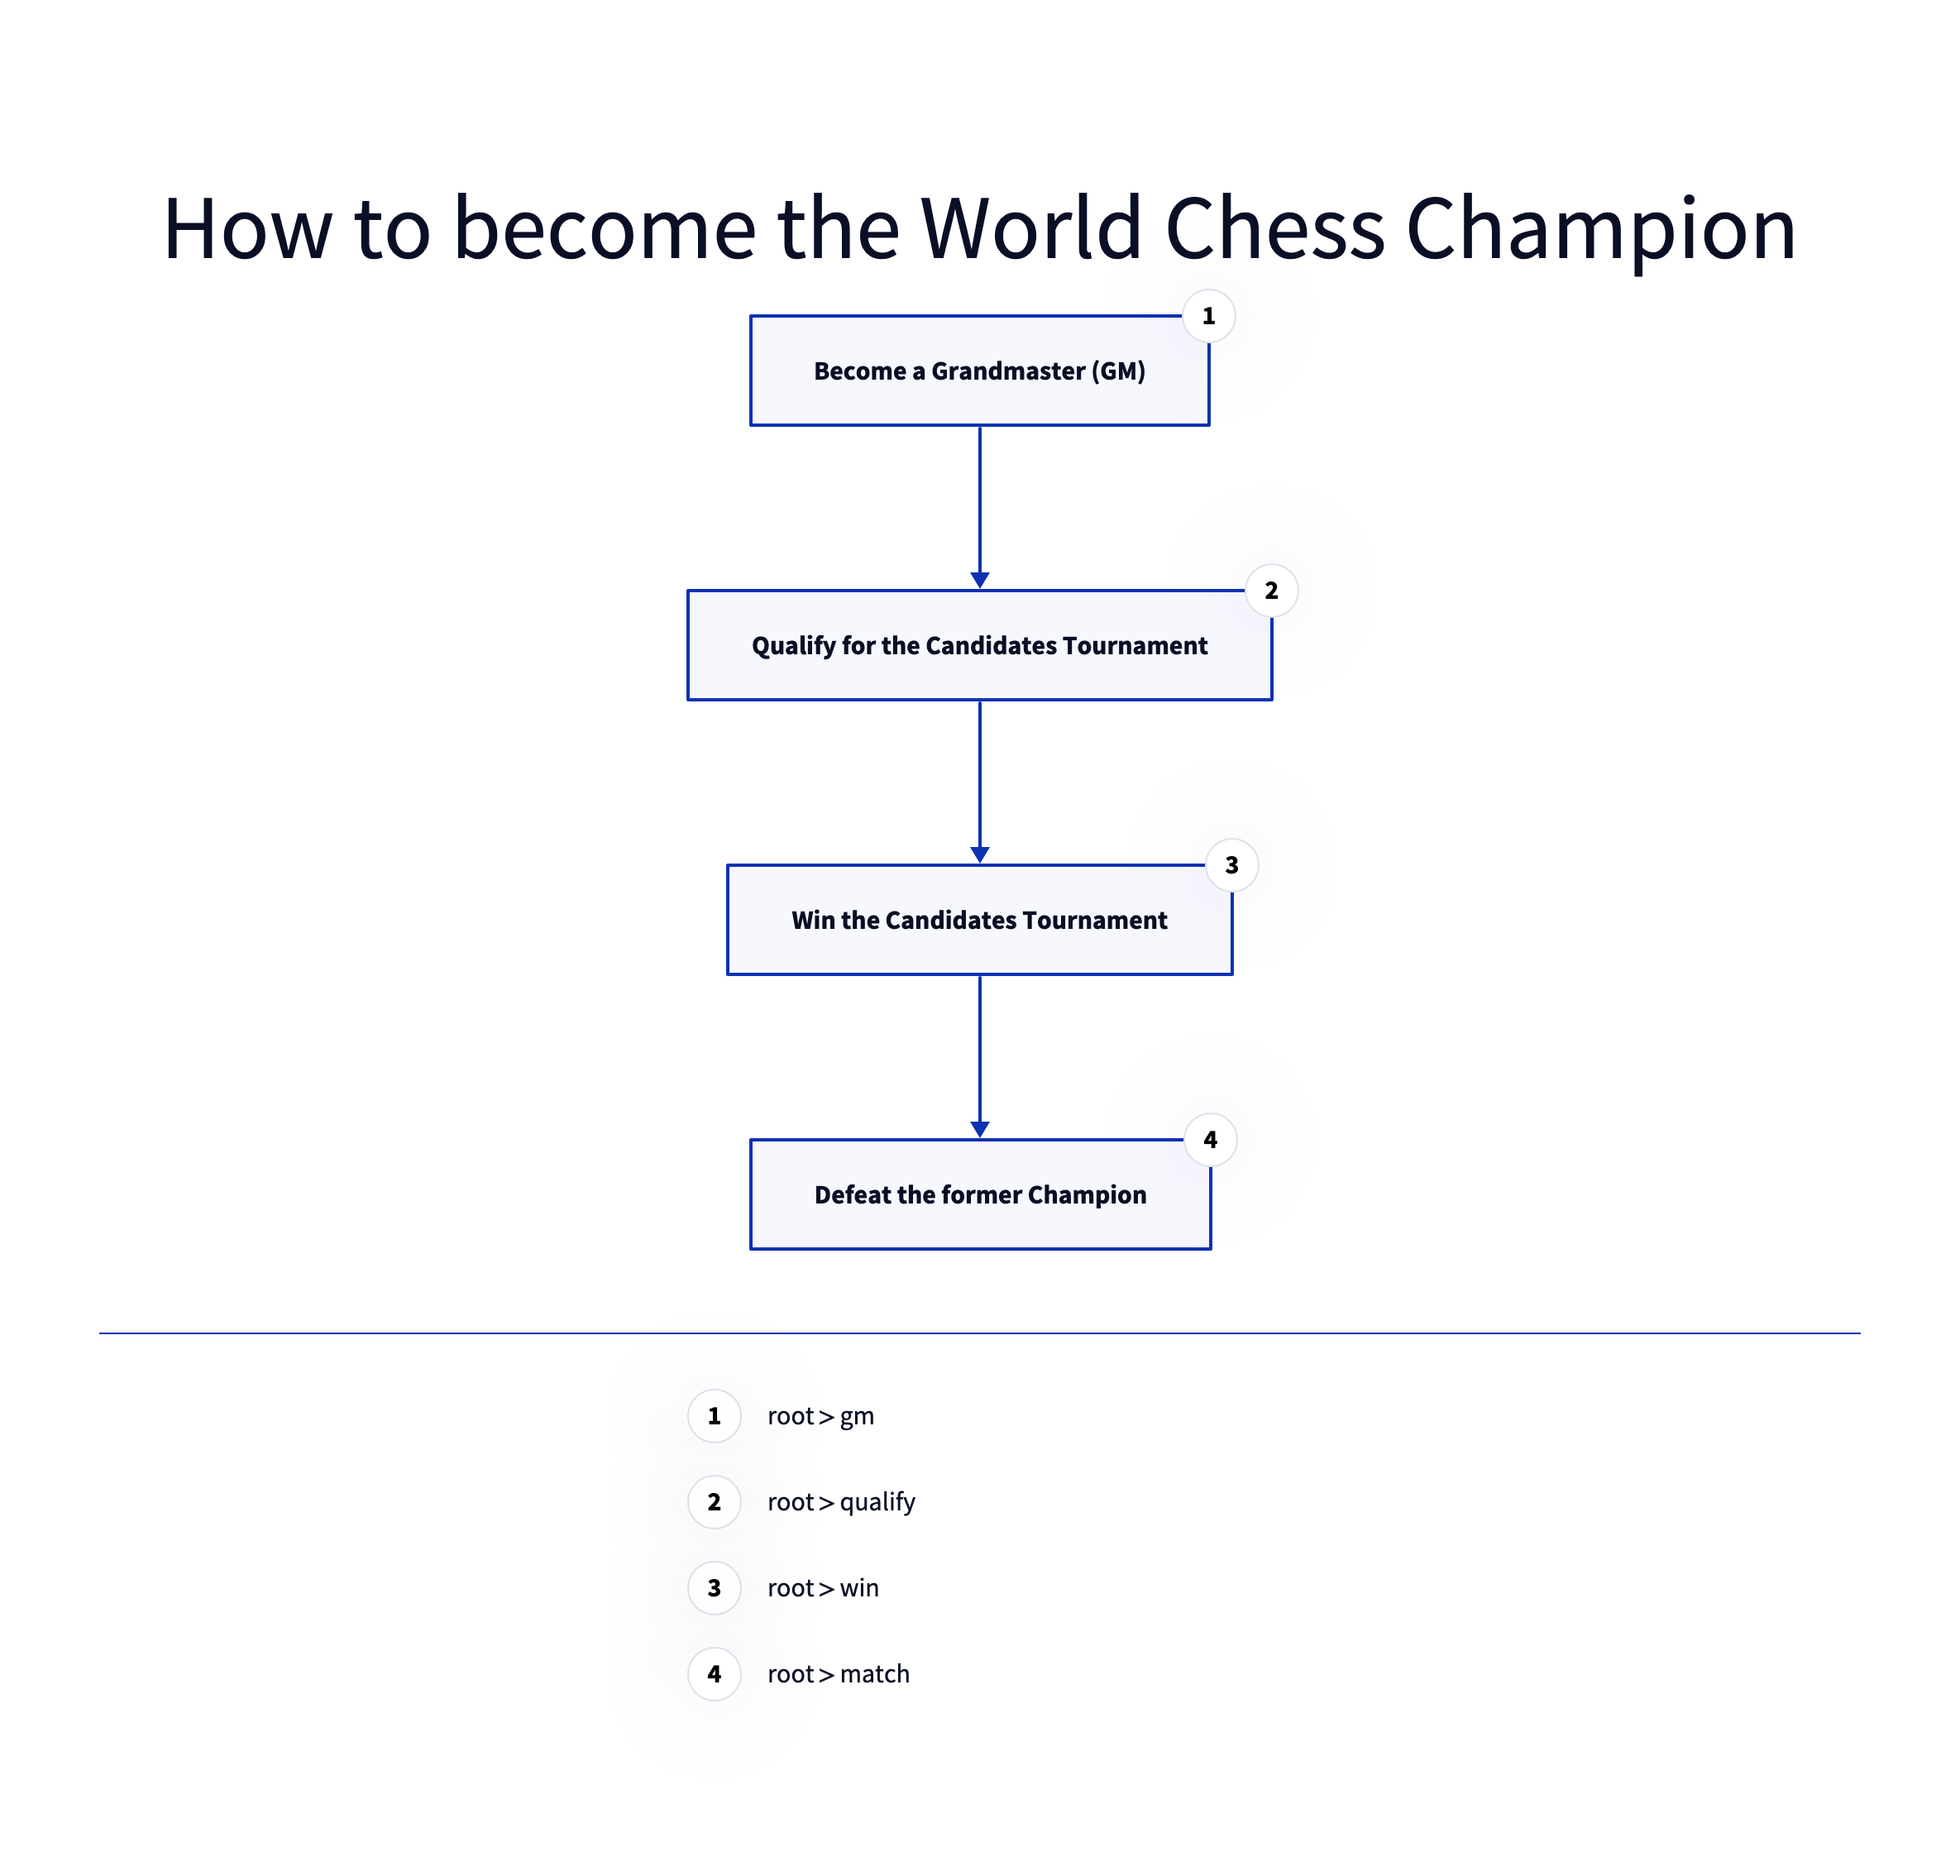 How to become the World Chess Champion
1
Become a Grandmaster (GM)
2
Qualify for the Candidates Tournament
3
Win the Candidates Tournament
4
Defeat the former Champion
1 root > gm
2 root > qualify
3 root > win
4 root > match